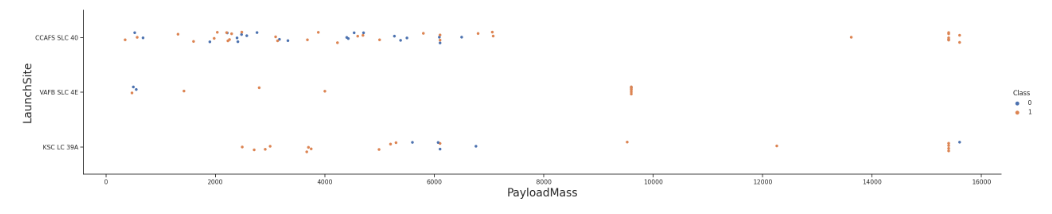 LaunchSite
CCAFS SLC 40
VAFB SLC 4E
KSC LC 39A
0 2000 4000 6000 8000 10000 12000 14000 16000
PayloadMass
Class
0
1